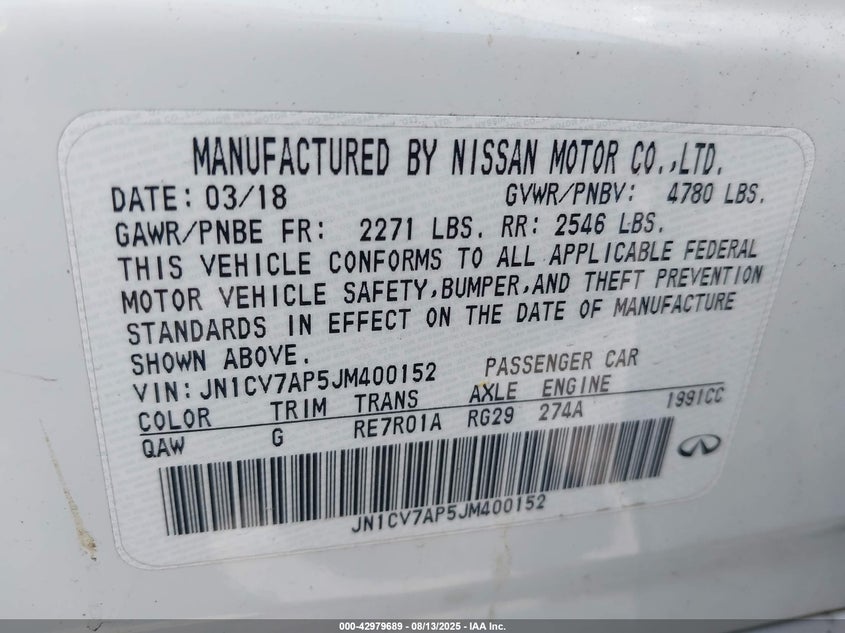 MANUFACTURED BY NISSAN MOTOR CO.,LTD.
DATE: 03/18 GVWR/PNBV: 4780 LBS.
GAWR/PNBE FR: 2271 LBS. RR: 2546 LBS.
THIS VEHICLE CONFORMS TO ALL APPLICABLE FEDERAL
MOTOR VEHICLE SAFETY,BUMPER,AND THEFT PREVENTION
STANDARDS IN EFFECT ON THE DATE OF MANUFACTURE
SHOWN ABOVE.
VIN: JN1CV7AP5JM400152 PASSENGER CAR
COLOR TRIM TRANS AXLE ENGINE
QAW G RE7R01A RG29 274A 1991CC
JN1CV7AP5JM400152
000-42979689 - 08/13/2025 - IAA Inc.